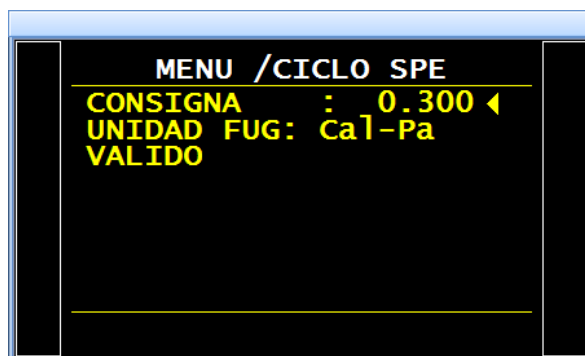 MENU /CICLO SPE
CONSIGNA : 0.300
UNIDAD FUG: Cal-Pa
VALIDO